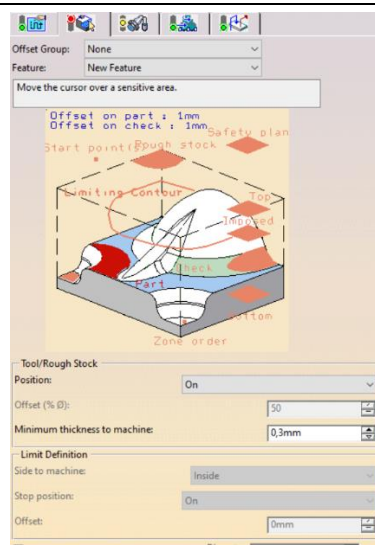 Offset Group: None
Feature: New Feature
Move the cursor over a sensitive area.
Offset on part : 1mm
Offset on check : 1mm
Safety plan
Start point(s) Rough stock
Limiting Contour
Top
Imposed
Check
Part
Bottom
Zone order
Tool/Rough Stock
Position: On
Offset (% Ø): 50
Minimum thickness to machine: 0,3mm
Limit Definition
Side to machine: Inside
Stop position: On
Offset: 0mm